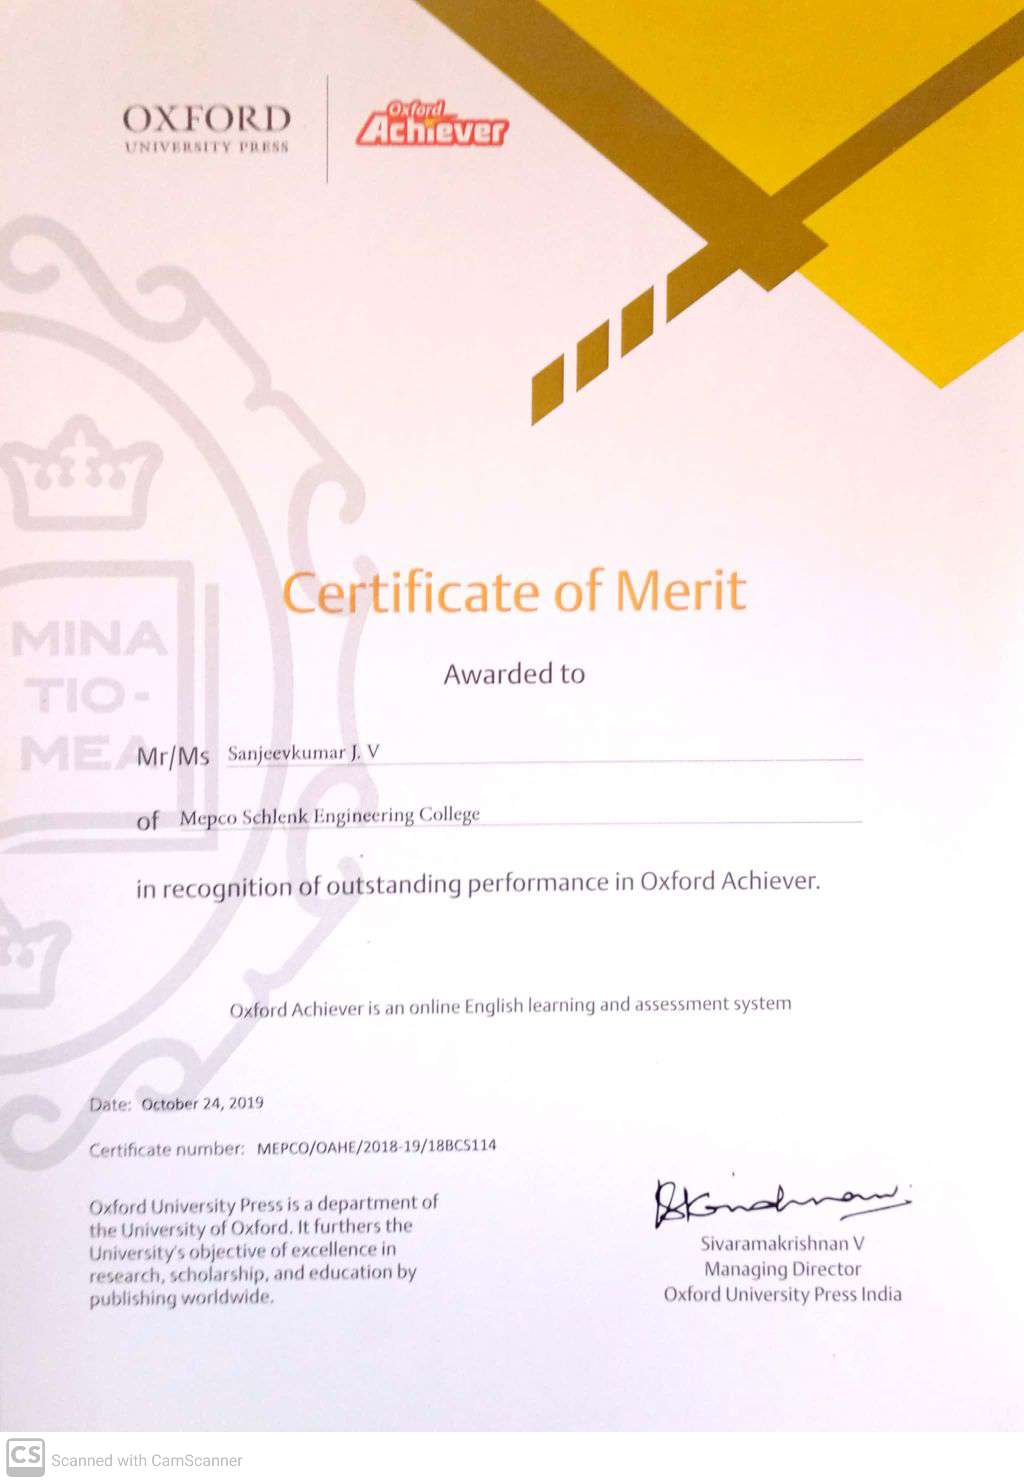 OXFORD
UNIVERSITY PRESS
Oxford
Achiever
MINA
TIO-
MEA
Certificate of Merit
Awarded to
Mr/Ms Sanjeevkumar J. V
of Mepco Schlenk Engineering College
in recognition of outstanding performance in Oxford Achiever.
Oxford Achiever is an online English learning and assessment system
Date: October 24, 2019
Certificate number: MEPCO/OAHE/2018-19/18BCS114
Oxford University Press is a department of
the University of Oxford. It furthers the
University's objective of excellence in
research, scholarship, and education by
publishing worldwide.
Sivaramakrishnan V
Managing Director
Oxford University Press India
CS Scanned with CamScanner